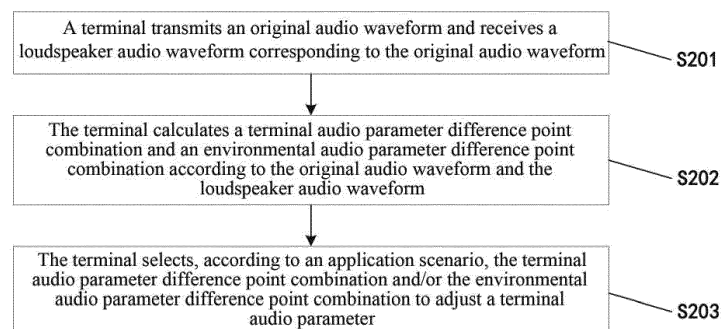 A terminal transmits an original audio waveform and receives a
loudspeaker audio waveform corresponding to the original audio waveform
S201
The terminal calculates a terminal audio parameter difference point
combination and an environmental audio parameter difference point
combination according to the original audio waveform and the
loudspeaker audio waveform
S202
The terminal selects, according to an application scenario, the terminal
audio parameter difference point combination and/or the environmental
audio parameter difference point combination to adjust a terminal
audio parameter
S203